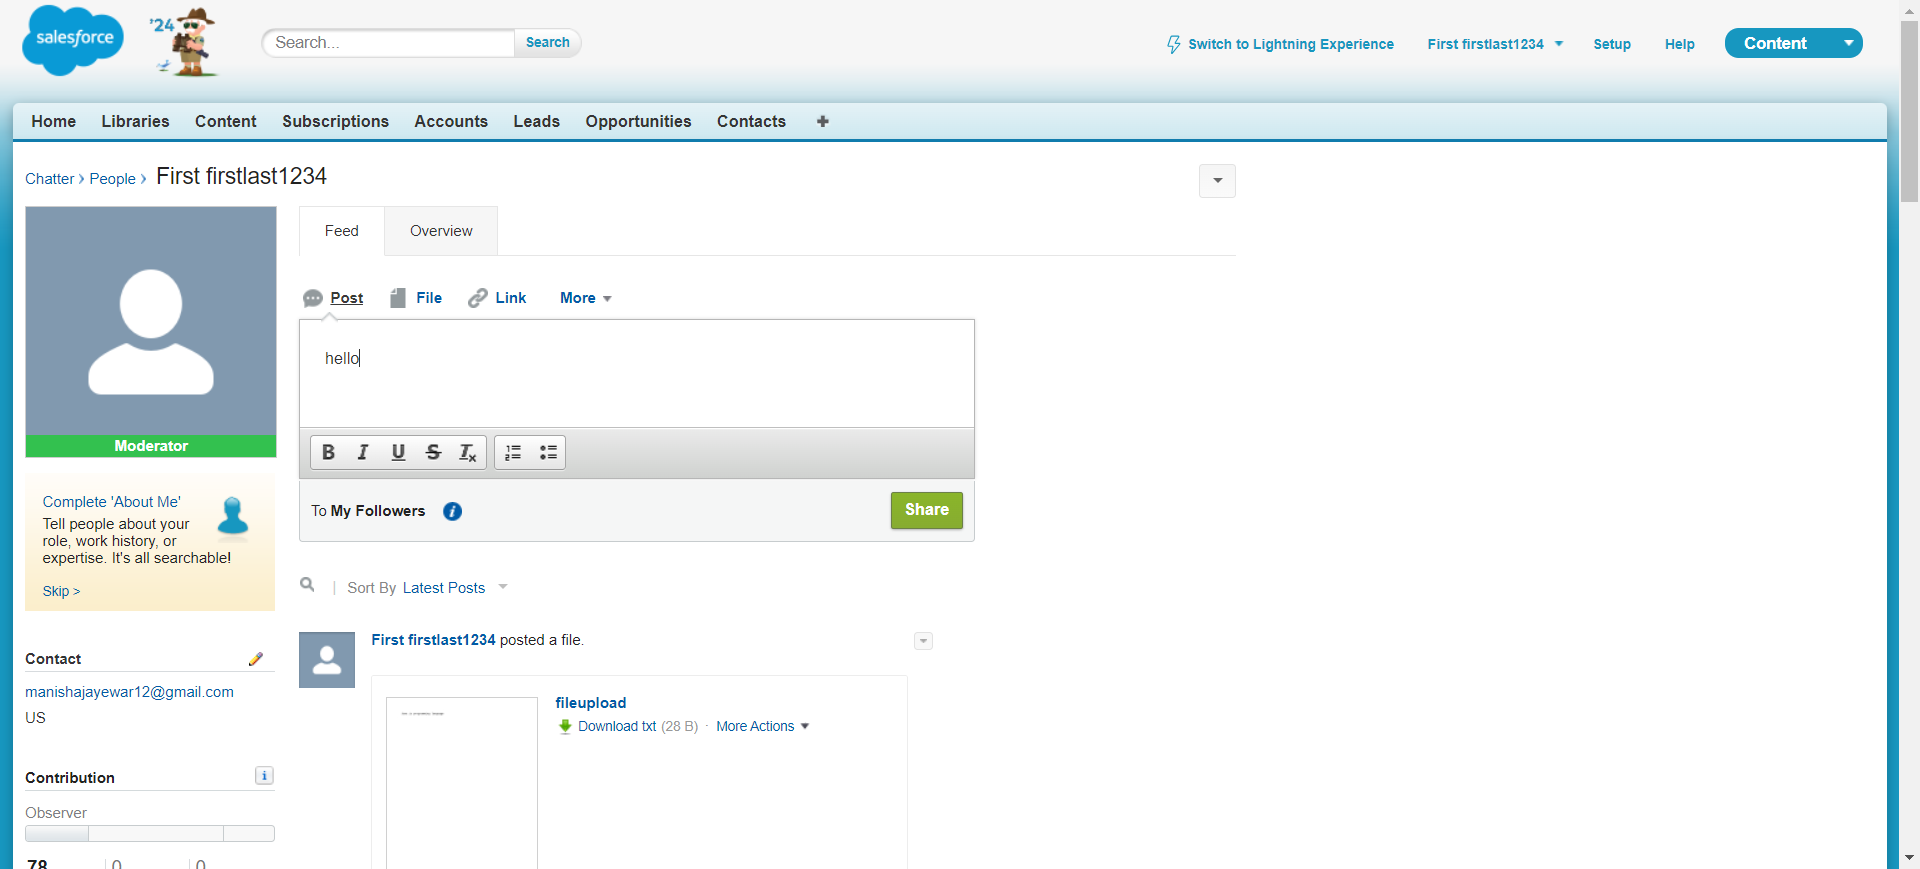 salesforce
'24
Search...
Search
Switch to Lightning Experience
First firstlast1234
Setup
Help
Content
Home
Libraries
Content
Subscriptions
Accounts
Leads
Opportunities
Contacts
Chatter › People › First firstlast1234
Feed
Overview
Post
File
Link
More
hello
B I U S Tx
To My Followers
Share
Moderator
Complete 'About Me'
Tell people about your
role, work history, or
expertise. It's all searchable!
Skip >
Sort By Latest Posts
First firstlast1234 posted a file.
fileupload
Download txt (28 B) · More Actions
Contact
manishajayewar12@gmail.com
US
Contribution
Observer
78
0
0